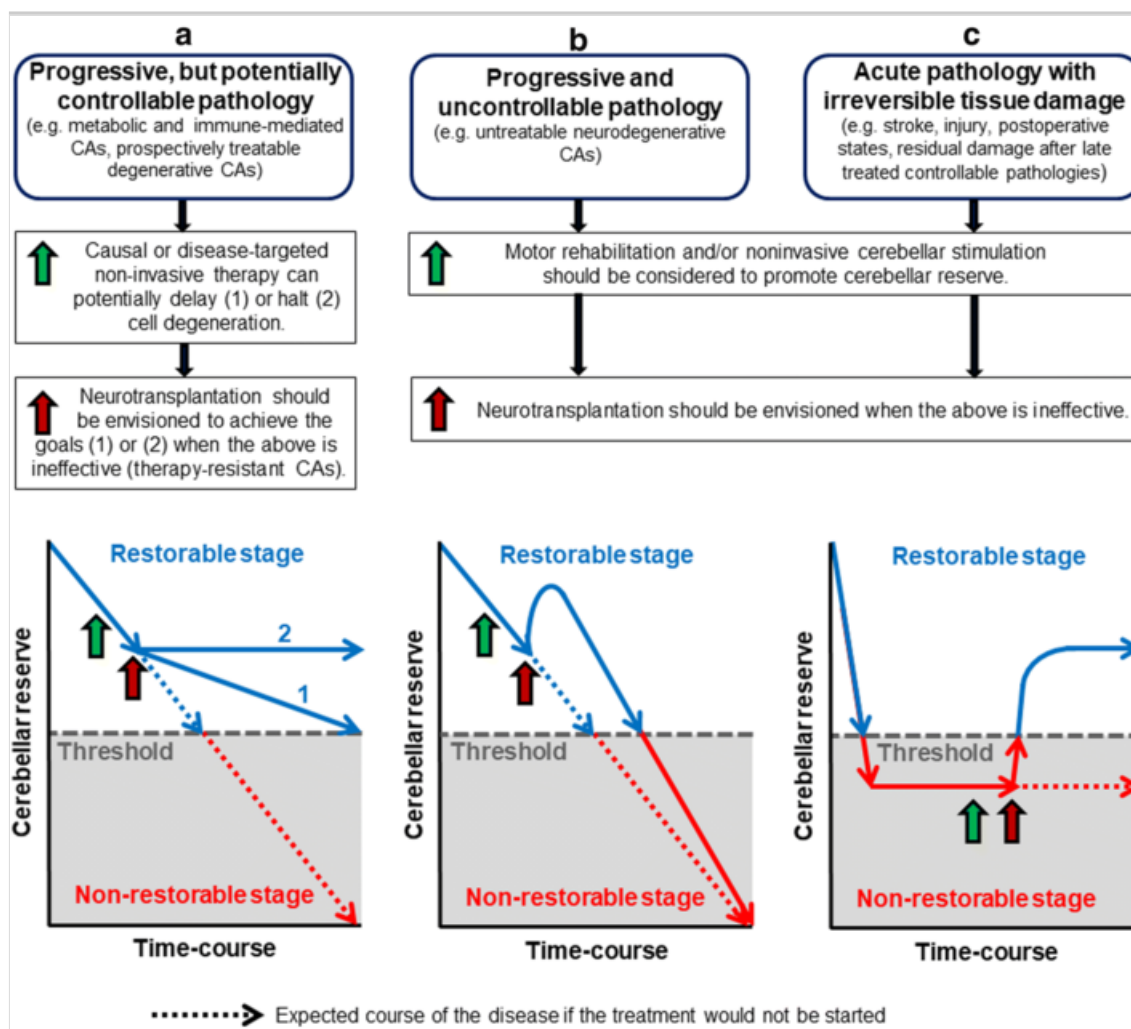 a
Progressive, but potentially
controllable pathology
(e.g. metabolic and immune-mediated
CAs, prospectively treatable
degenerative CAs)
b
Progressive and
uncontrollable pathology
(e.g. untreatable neurodegenerative
CAs)
c
Acute pathology with
irreversible tissue damage
(e.g. stroke, injury, postoperative
states, residual damage after late
treated controllable pathologies)
Causal or disease-targeted
non-invasive therapy can
potentially delay (1) or halt (2)
cell degeneration.
Motor rehabilitation and/or noninvasive cerebellar stimulation
should be considered to promote cerebellar reserve.
Neurotransplantation should
be envisioned to achieve the
goals (1) or (2) when the above is
ineffective (therapy-resistant CAs).
Neurotransplantation should be envisioned when the above is ineffective.
Cerebellar reserve
Restorable stage
2
1
Threshold
Non-restorable stage
Time-course
Cerebellar reserve
Restorable stage
Threshold
Non-restorable stage
Time-course
Cerebellar reserve
Restorable stage
Threshold
Non-restorable stage
Time-course
Expected course of the disease if the treatment would not be started